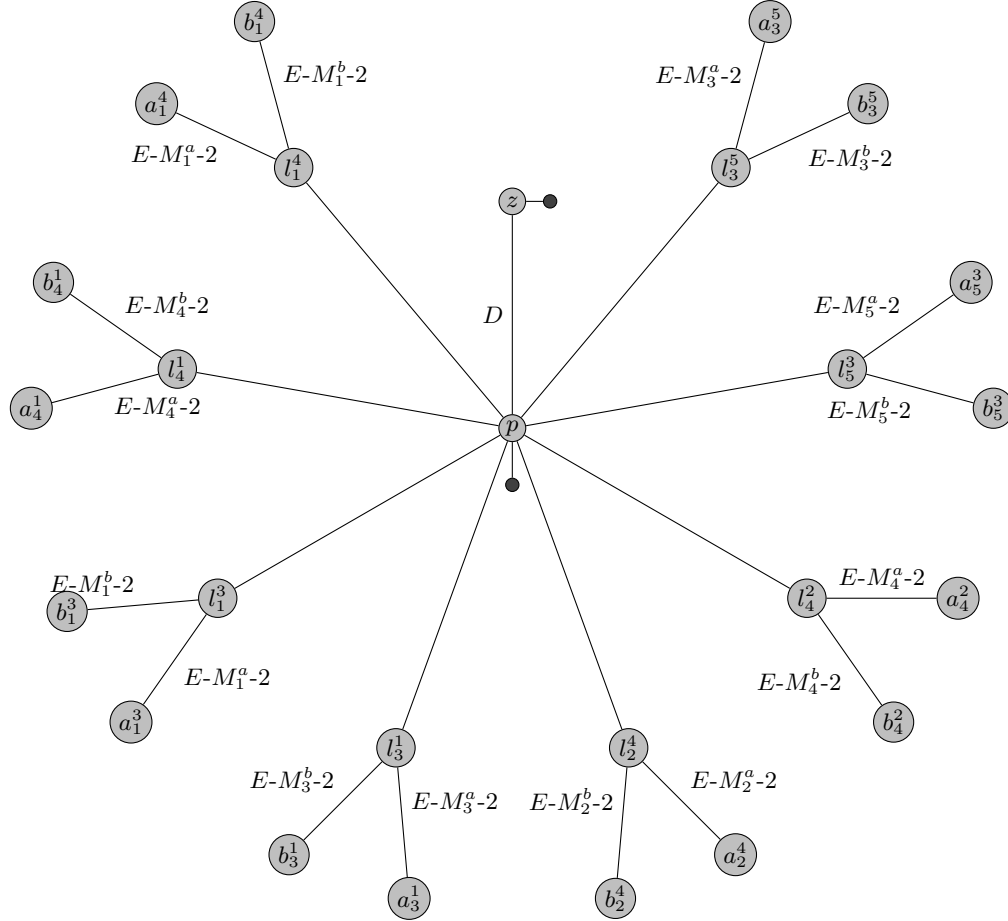 b_1^4
a_3^5
E-M_1^b-2
E-M_3^a-2
a_1^4
b_3^5
E-M_1^a-2
E-M_3^b-2
l_1^4
l_3^5
z
b_4^1
a_5^3
E-M_4^b-2
E-M_5^a-2
D
l_4^1
l_5^3
a_4^1
E-M_4^a-2
E-M_5^b-2
b_5^3
p
E-M_1^b-2
E-M_4^a-2
b_1^3
l_1^3
l_4^2
a_4^2
E-M_1^a-2
E-M_4^b-2
a_1^3
b_4^2
l_3^1
l_2^4
E-M_3^b-2
E-M_3^a-2
E-M_2^b-2
E-M_2^a-2
b_3^1
a_2^4
a_3^1
b_2^4